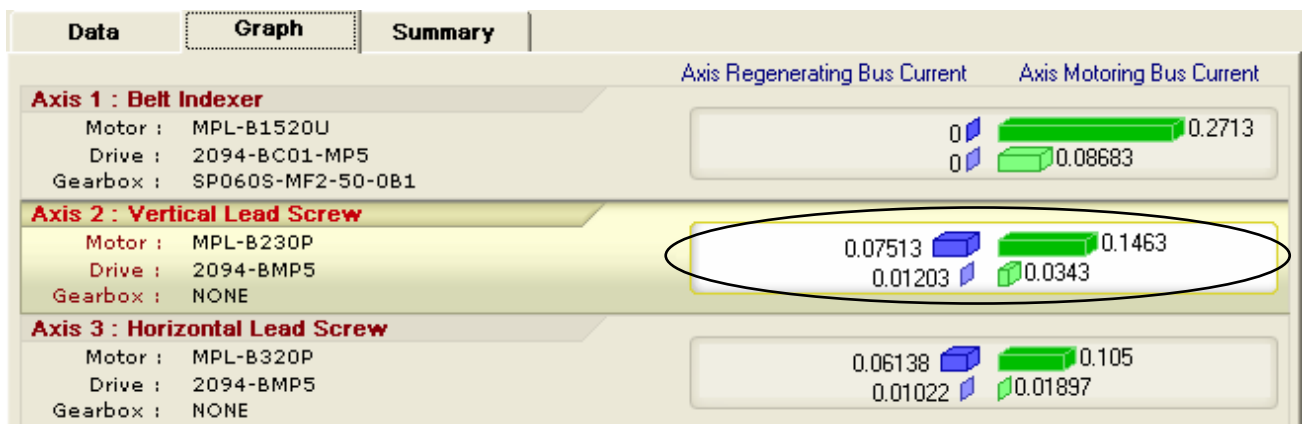 Data Graph Summary
Axis Regenerating Bus Current Axis Motoring Bus Current
Axis 1 : Belt Indexer
Motor : MPL-B1520U 0 0.2713
Drive : 2094-BC01-MP5 0 0.08683
Gearbox : SP060S-MF2-50-0B1
Axis 2 : Vertical Lead Screw
Motor : MPL-B230P 0.07513 0.1463
Drive : 2094-BMP5 0.01203 0.0343
Gearbox : NONE
Axis 3 : Horizontal Lead Screw
Motor : MPL-B320P 0.06138 0.105
Drive : 2094-BMP5 0.01022 0.01897
Gearbox : NONE